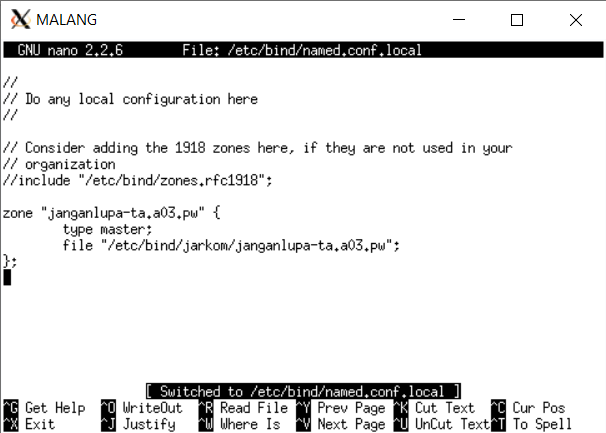 MALANG
GNU nano 2.2.6 File: /etc/bind/named.conf.local
//
// Do any local configuration here
//
// Consider adding the 1918 zones here, if they are not used in your
// organization
//include "/etc/bind/zones.rfc1918";
zone "janganlupa-ta.a03.pw" {
type master;
file "/etc/bind/jarkom/janganlupa-ta.a03.pw";
};
[ Switched to /etc/bind/named.conf.local ]
^G Get Help ^O WriteOut ^R Read File ^Y Prev Page ^K Cut Text ^C Cur Pos
^X Exit ^J Justify ^W Where Is ^V Next Page ^U UnCut Text ^T To Spell